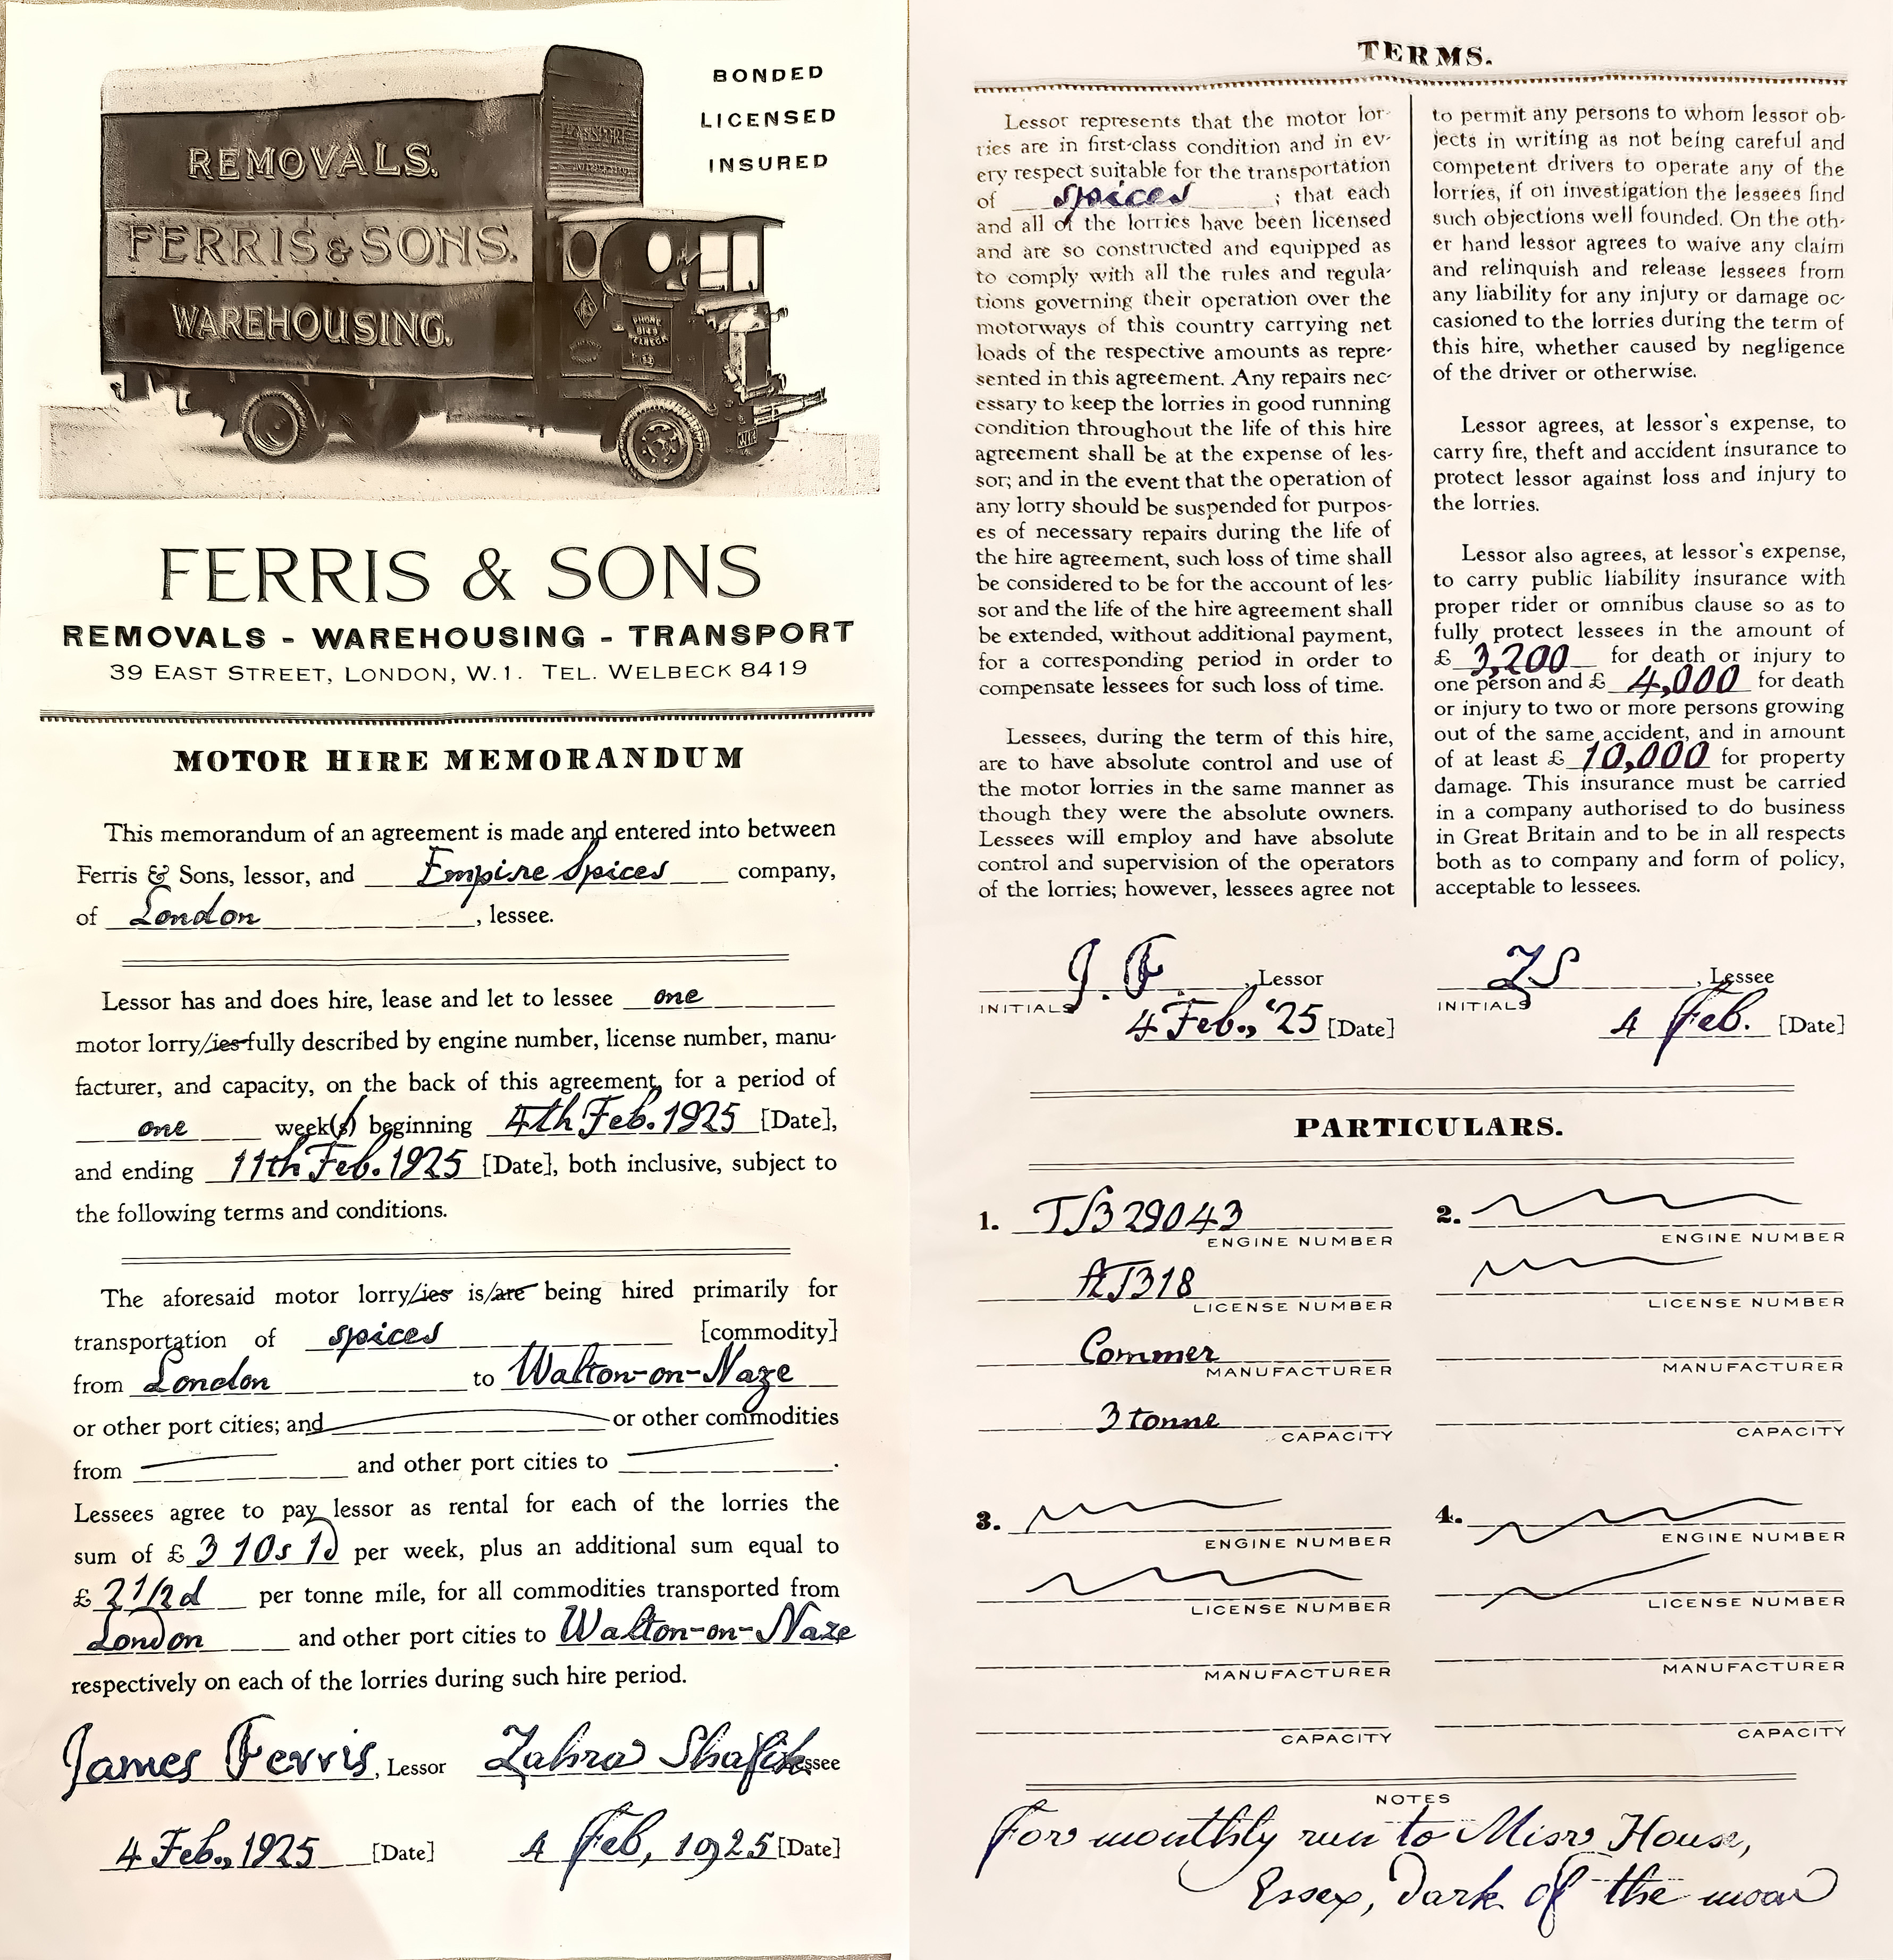 BONDED
LICENSED
INSURED
REMOVALS.
FERRIS & SONS.
WAREHOUSING.
FERRIS & SONS
REMOVALS - WAREHOUSING - TRANSPORT
39 EAST STREET, LONDON, W.1. TEL. WELBECK 8419
MOTOR HIRE MEMORANDUM
This memorandum of an agreement is made and entered into between
Ferris & Sons, lessor, and Empire Spices company,
of London, lessee.
Lessor has and does hire, lease and let to lessee one
motor lorry/ies fully described by engine number, license number, manu-
facturer, and capacity, on the back of this agreement, for a period of
one week(s) beginning 4th Feb. 1925 [Date],
and ending 11th Feb. 1925 [Date], both inclusive, subject to
the following terms and conditions.
The aforesaid motor lorry/ies is/are being hired primarily for
transportation of spices [commodity]
from London to Walton-on-Naze
or other port cities; and or other commodities
from and other port cities to .
Lessees agree to pay lessor as rental for each of the lorries the
sum of £ 3 10s 1d per week, plus an additional sum equal to
£ 2 1/2d per tonne mile, for all commodities transported from
London and other port cities to Walton-on-Naze
respectively on each of the lorries during such hire period.
James Ferris, Lessor Zahra Shafik
4 Feb., 1925 [Date] 4 Feb, 1925 [Date]
TERMS.
Lessor represents that the motor lor-
ries are in first-class condition and in ev-
ery respect suitable for the transportation
of spices; that each
and all of the lorries have been licensed
and are so constructed and equipped as
to comply with all the rules and regula-
tions governing their operation over the
motorways of this country carrying net
loads of the respective amounts as repre-
sented in this agreement. Any repairs nec-
essary to keep the lorries in good running
condition throughout the life of this hire
agreement shall be at the expense of les-
sor; and in the event that the operation of
any lorry should be suspended for purpos-
es of necessary repairs during the life of
the hire agreement, such loss of time shall
be considered to be for the account of les-
sor and the life of the hire agreement shall
be extended, without additional payment,
for a corresponding period in order to
compensate lessees for such loss of time.
Lessees, during the term of this hire,
are to have absolute control and use of
the motor lorries in the same manner as
though they were the absolute owners.
Lessees will employ and have absolute
control and supervision of the operators
of the lorries; however, lessees agree not
to permit any persons to whom lessor ob-
jects in writing as not being careful and
competent drivers to operate any of the
lorries, if on investigation the lessees find
such objections well founded. On the oth-
er hand lessor agrees to waive any claim
and relinquish and release lessees from
any liability for any injury or damage oc-
casioned to the lorries during the term of
this hire, whether caused by negligence
of the driver or otherwise.
Lessor agrees, at lessor's expense, to
carry fire, theft and accident insurance to
protect lessor against loss and injury to
the lorries.
Lessor also agrees, at lessor's expense,
to carry public liability insurance with
proper rider or omnibus clause so as to
fully protect lessees in the amount of
£ 3,200 for death or injury to
one person and £ 4,000 for death
or injury to two or more persons growing
out of the same accident, and in amount
of at least £ 10,000 for property
damage. This insurance must be carried
in a company authorised to do business
in Great Britain and to be in all respects
both as to company and form of policy,
acceptable to lessees.
J. F., Lessor ZS, Lessee
INITIALS INITIALS
4 Feb., '25 [Date] 4 Feb. [Date]
PARTICULARS.
1. TJ329043 2.
ENGINE NUMBER ENGINE NUMBER
AT318
LICENSE NUMBER LICENSE NUMBER
Commer
MANUFACTURER MANUFACTURER
3 tonne
CAPACITY CAPACITY
3. 4.
ENGINE NUMBER ENGINE NUMBER
LICENSE NUMBER LICENSE NUMBER
MANUFACTURER MANUFACTURER
CAPACITY CAPACITY
NOTES
For monthly run to Misr House,
Essex, Dark of the moon